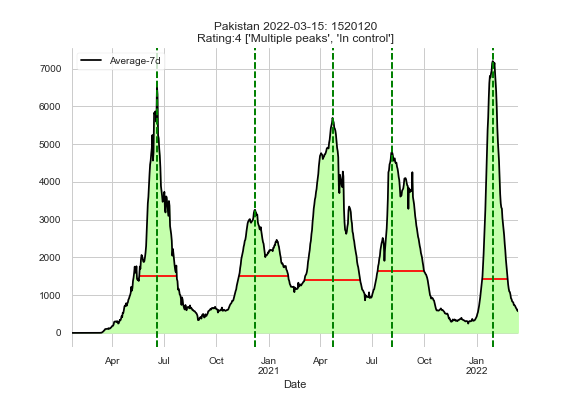 Pakistan 2022-03-15: 1520120
Rating:4 ['Multiple peaks', 'In control']
Average-7d
7000
6000
5000
4000
3000
2000
1000
0
Apr Jul Oct Jan Apr Jul Oct Jan
2021 2022
Date